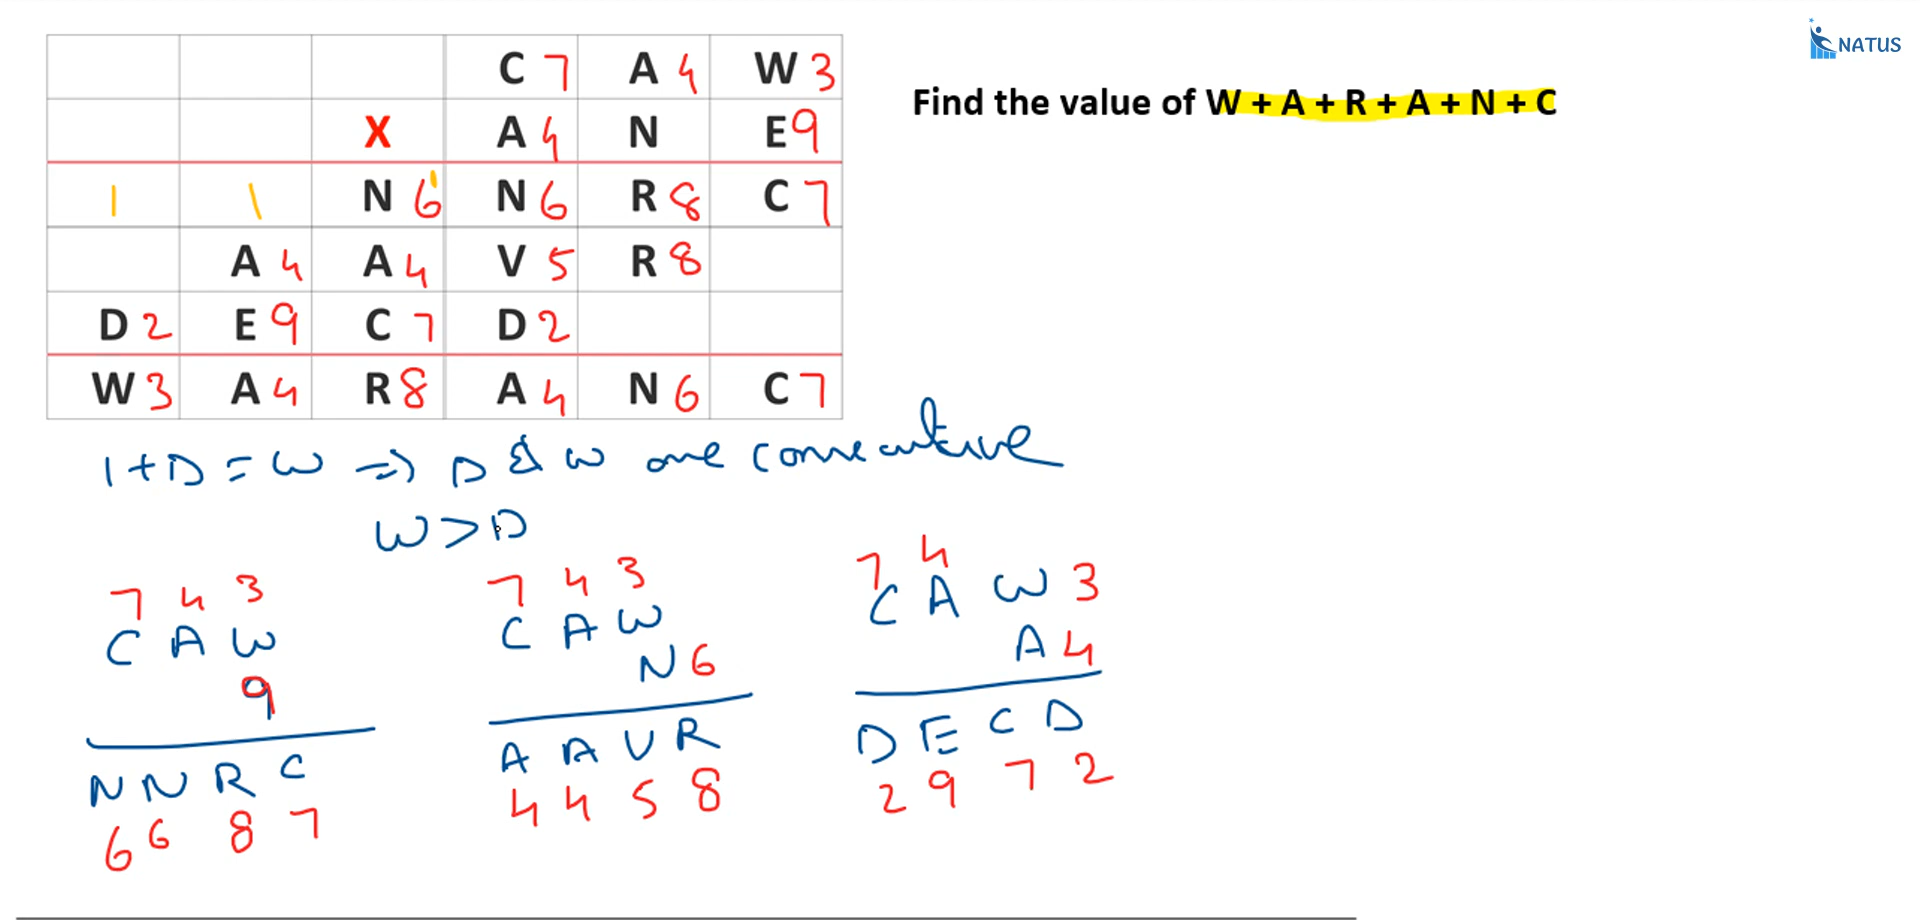 NATUS
C 7 A 4 W 3
X A 4 N E 9
1 1 N 6 1 N 6 R 8 C 7
A 4 A 4 V 5 R 8
D 2 E 9 C 7 D 2
W 3 A 4 R 8 A 4 N 6 C 7
Find the value of W + A + R + A + N + C
1 + D = W => D & W are consecutive
W > D
7 4 3
C A W
9
N N R C
6 6 8 7
7 4 3
C A W
N 6
A A V R
4 4 5 8
7 4
C A W 3
A 4
D E C D
2 9 7 2